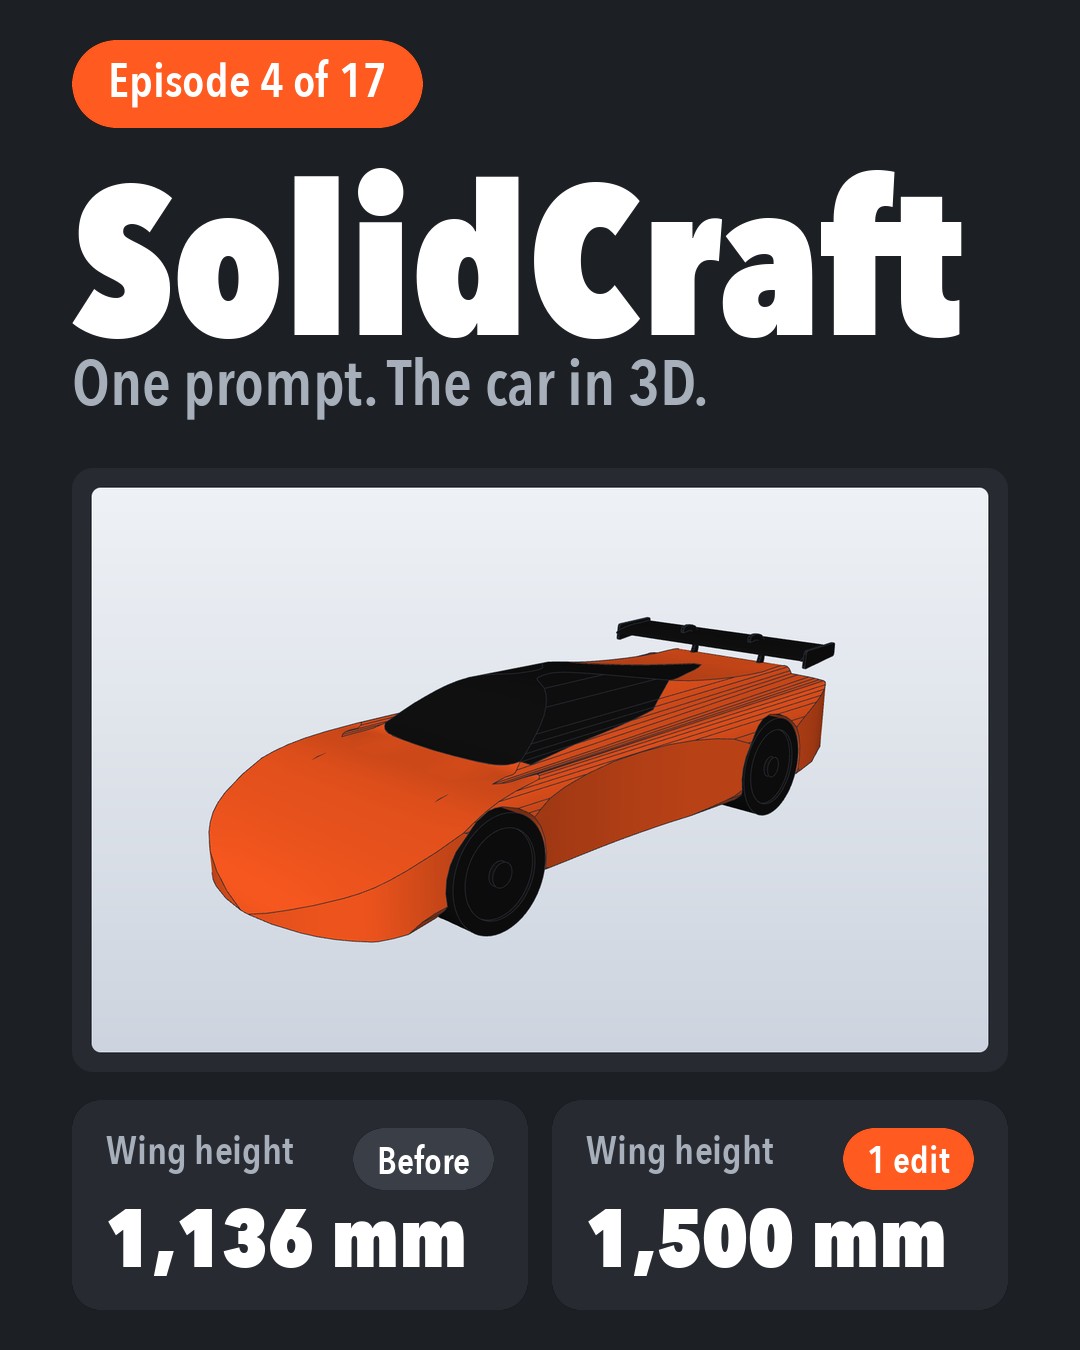 Episode 4 of 17
SolidCraft
One prompt. The car in 3D.
Wing height
Before
1,136 mm
Wing height
1 edit
1,500 mm